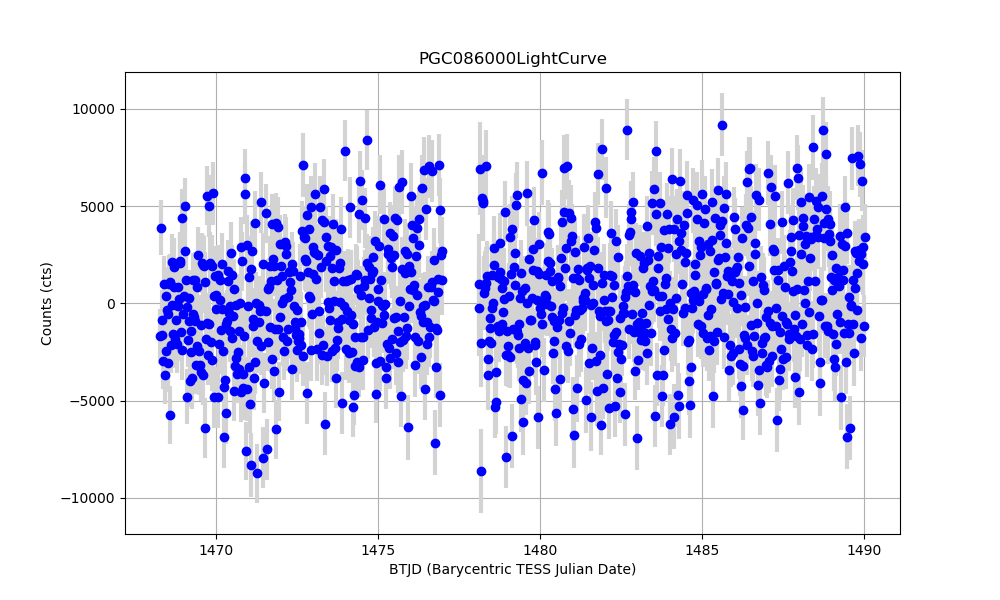 PGC086000LightCurve
Counts (cts)
10000
5000
0
−5000
−10000
1470 1475 1480 1485 1490
BTJD (Barycentric TESS Julian Date)